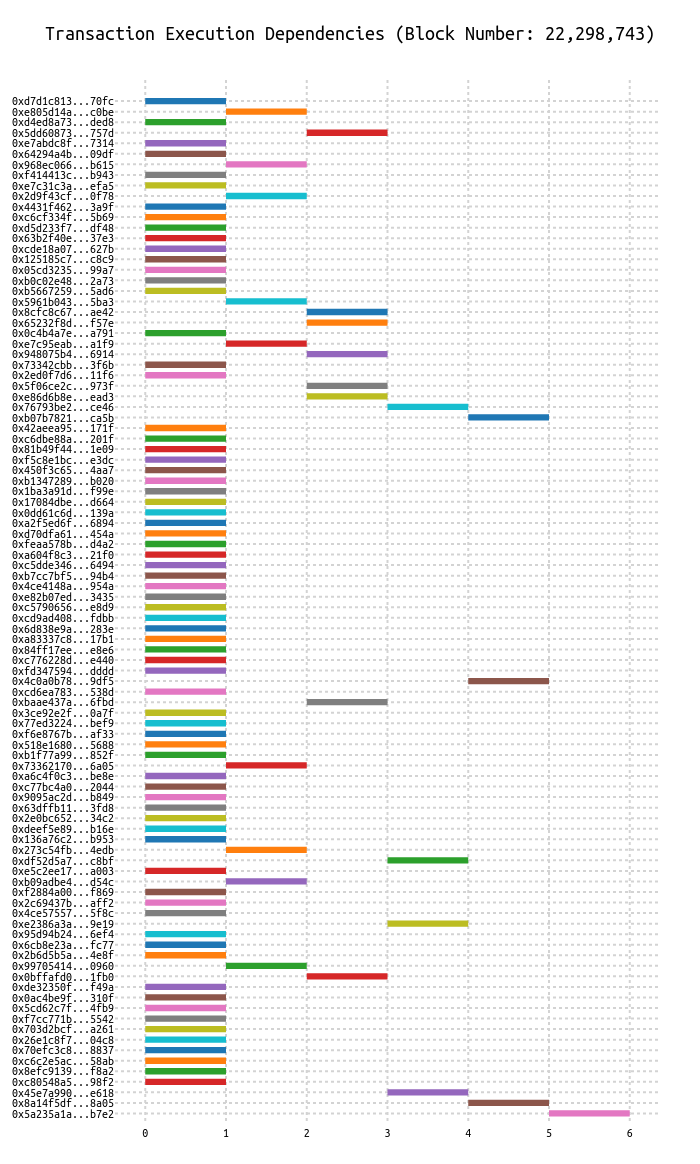 Transaction Execution Dependencies (Block Number: 22,298,743)
0xd7d1c813...70fc
0xe805d14a...c0be
0xd4ed8a73...ded8
0x5dd60873...757d
0xe7abdc8f...7314
0x64294a4b...09df
0x968ec066...b615
0xf414413c...b943
0xe7c31c3a...efa5
0x2d9f43cf...0f78
0x4431f462...3a9f
0xc6cf334f...5b69
0xd5d233f7...df48
0x63b2f40e...37e3
0xcde18a07...627b
0x125185c7...c8c9
0x05cd3235...99a7
0xb0c02e48...2a73
0xb5667259...5ad6
0x5961b043...5ba3
0x8cfc8c67...ae42
0x65232f8d...f57e
0x0c4b4a7e...a791
0xe7c95eab...a1f9
0x948075b4...6914
0x73342cbb...3f6b
0x2ed0f7d6...11f6
0x5f06ce2c...973f
0xe86d6b8e...ead3
0x76793be2...ce46
0xb07b7821...ca5b
0x42aeea95...171f
0xc6dbe88a...201f
0x81b49f44...1e09
0xf5c8e1bc...e3dc
0x450f3c65...4aa7
0xb1347289...b020
0x1ba3a91d...f99e
0x17084dbe...d664
0x0dd61c6d...139a
0xa2f5ed6f...6894
0xd70dfa61...454a
0xfeaa578b...d4a2
0xa604f8c3...21f0
0xc5dde346...6494
0xb7cc7bf5...94b4
0x4ce4148a...954a
0xe82b07ed...3435
0xc5790656...e8d9
0xcd9ad408...fdbb
0x6d838e9a...283e
0xa83337c8...17b1
0x84ff17ee...e8e6
0xc776228d...e440
0xfd347594...dddd
0x4c0a0b78...9df5
0xcd6ea783...538d
0xbaae437a...6fbd
0x3ce92e2f...0a7f
0x77ed3224...bef9
0xf6e8767b...af33
0x518e1680...5688
0xb1f77a99...852f
0x73362170...6a05
0xa6c4f0c3...be8e
0xc77bc4a0...2044
0x9095ac2d...b849
0x63dffb11...3fd8
0x2e0bc652...34c2
0xdeef5e89...b16e
0x136a76c2...b953
0x273c54fb...4edb
0xdf52d5a7...c8bf
0xe5c2ee17...a003
0xb09adbe4...d54c
0xf2884a00...f869
0x2c69437b...aff2
0x4ce57557...5f8c
0xe2386a3a...9e19
0x95d94b24...6ef4
0x6cb8e23a...fc77
0x2b6d5b5a...4e8f
0x99705414...0960
0x0bffafd0...1fb0
0xde32350f...f49a
0x0ac4be9f...310f
0x5cd62c7f...4fb9
0xf7cc771b...5542
0x703d2bcf...a261
0x26e1c8f7...04c8
0x70efc3c8...8837
0xc6c2e5ac...58ab
0x8efc9139...f8a2
0xc80548a5...98f2
0x45e7a990...e618
0x8a14f5df...8a05
0x5a235a1a...b7e2
0 1 2 3 4 5 6